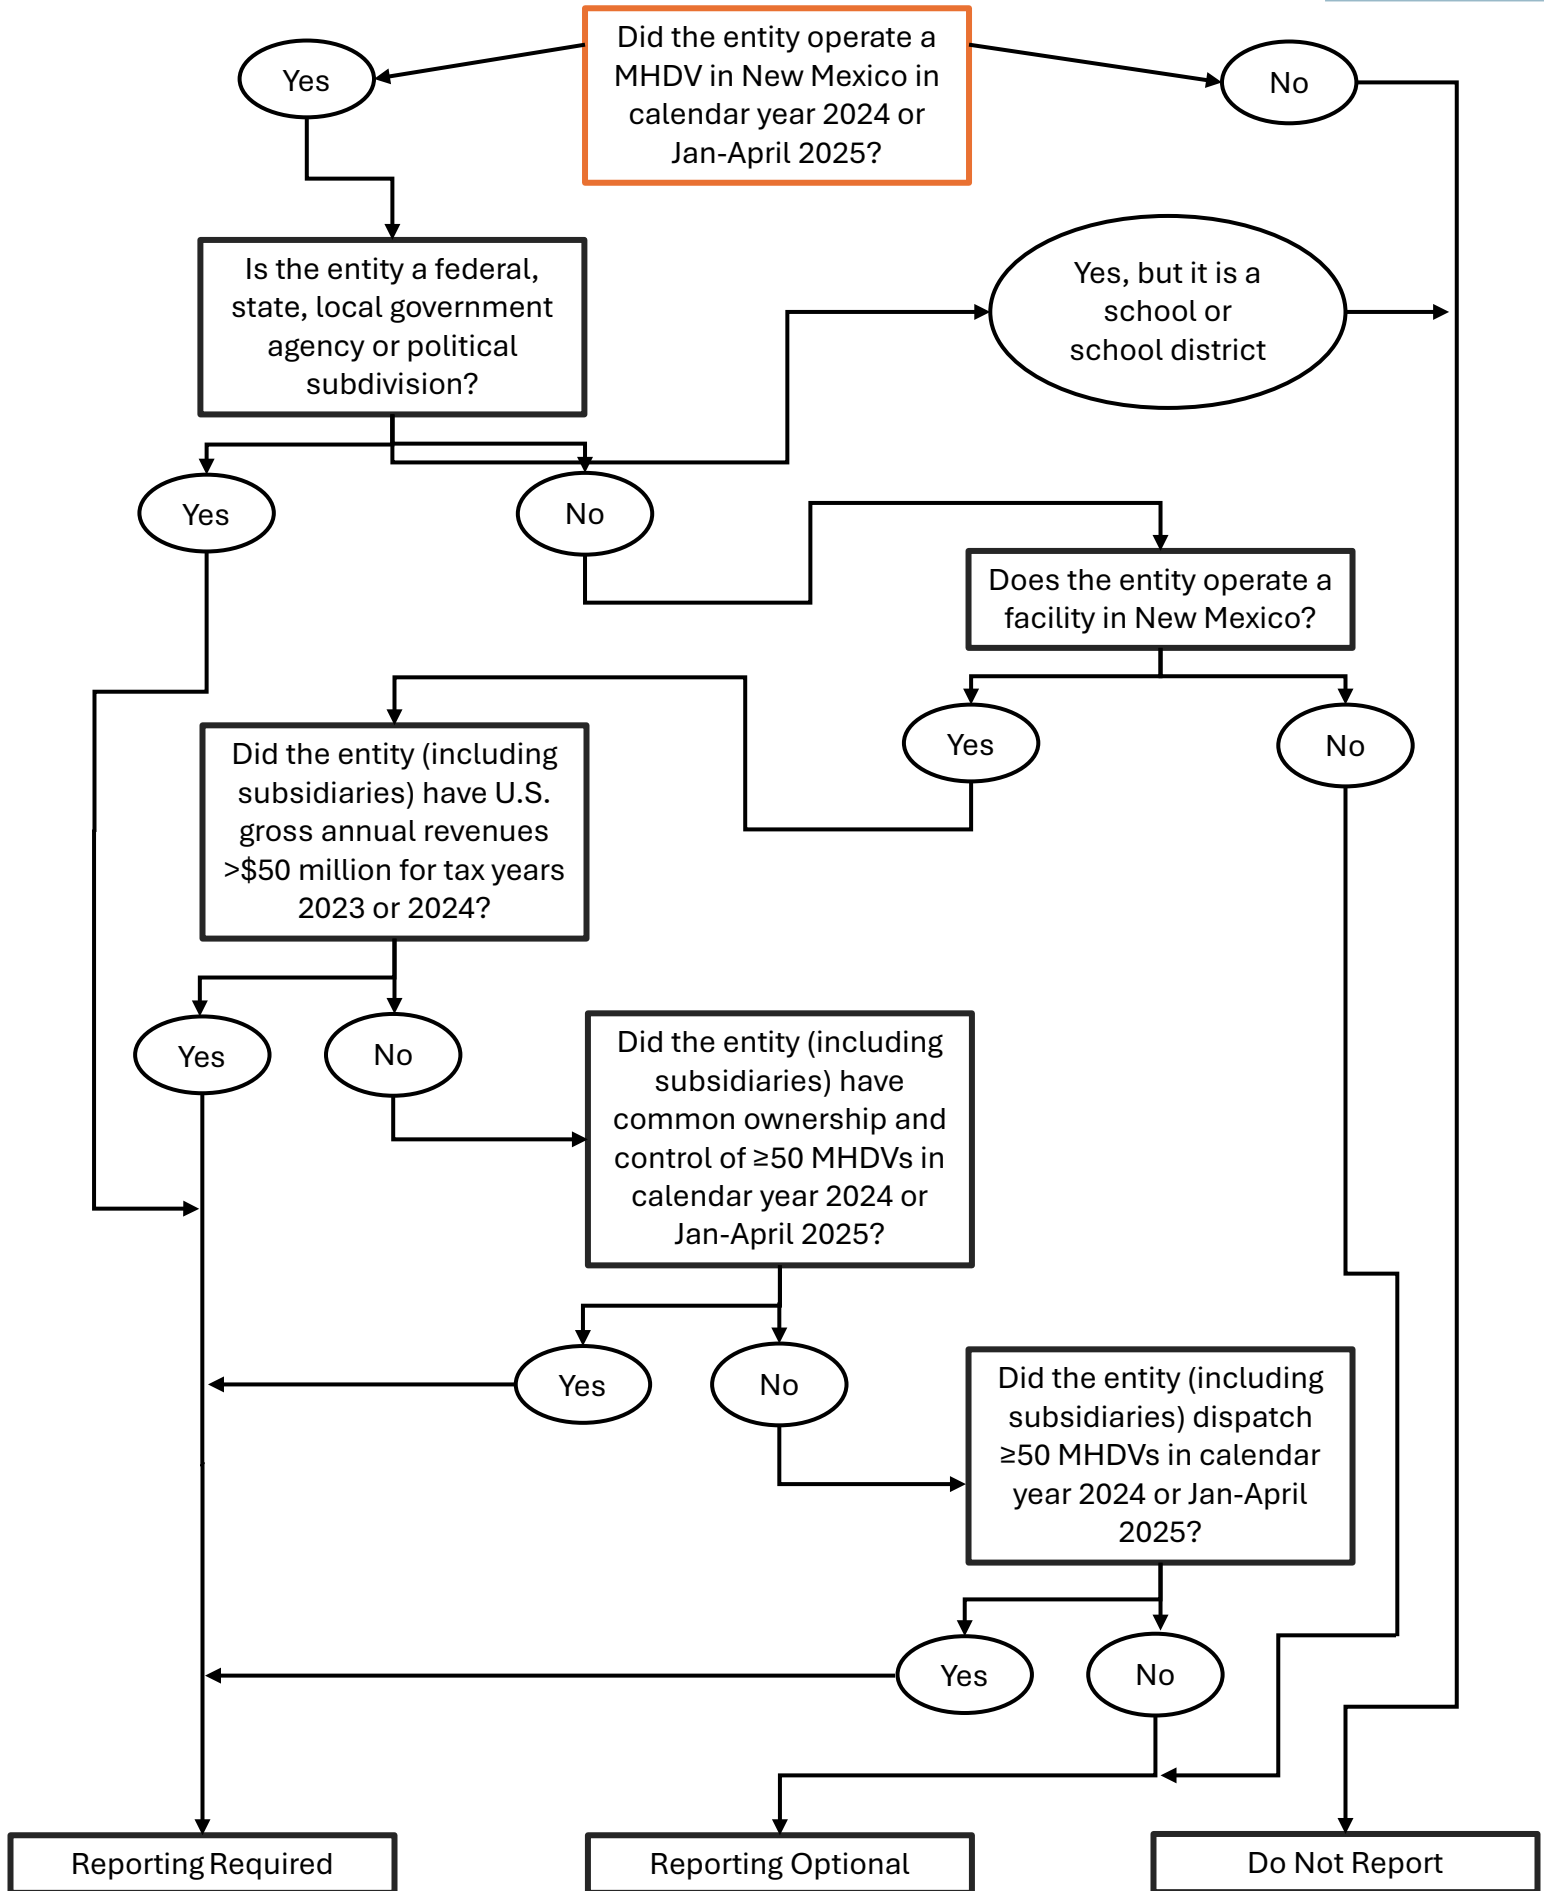 Did the entity operate a
MHDV in New Mexico in
calendar year 2024 or
Jan-April 2025?
Yes
No
Is the entity a federal,
state, local government
agency or political
subdivision?
Yes, but it is a
school or
school district
Yes
No
Does the entity operate a
facility in New Mexico?
Yes
No
Did the entity (including
subsidiaries) have U.S.
gross annual revenues
>$50 million for tax years
2023 or 2024?
Yes
No
Did the entity (including
subsidiaries) have
common ownership and
control of ≥50 MHDVs in
calendar year 2024 or
Jan-April 2025?
Yes
No
Did the entity (including
subsidiaries) dispatch
≥50 MHDVs in calendar
year 2024 or Jan-April
2025?
Yes
No
Reporting Required
Reporting Optional
Do Not Report